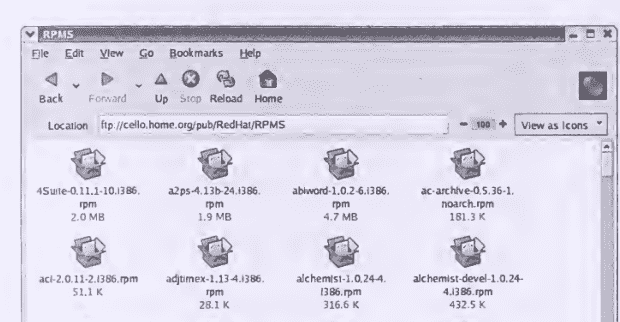 RPMS
File Edit View Go Bookmarks Help
Back Forward Up Stop Reload Home
Location ftp://cello.home.org/pub/RedHat/RPMS 100 View as Icons
4Suite-0.11.1-10.i386. a2ps-4.13b-24.i386. abiword-1.0.2-6.i386. ac-archive-0.5.36-1.
rpm rpm rpm noarch.rpm
2.0 MB 1.9 MB 4.7 MB 181.3 K
acl-2.0.11-2.i386.rpm adjtimex-1.13-4.i386. alchemist-1.0.24-4. alchemist-devel-1.0.24-
51.1 K rpm i386.rpm 4.i386.rpm
28.1 K 316.6 K 432.5 K